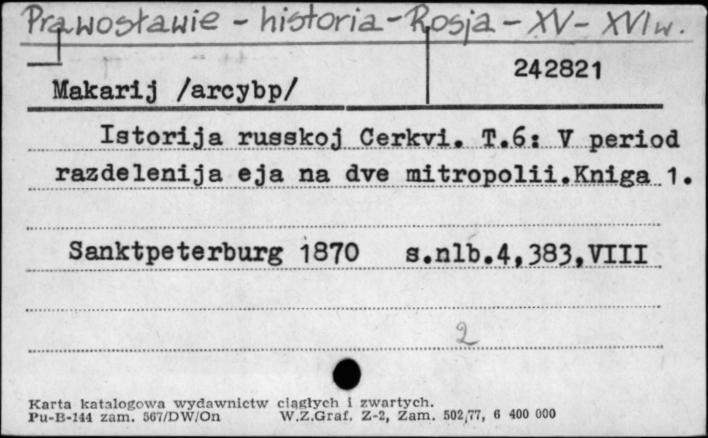 Prawosławie - historia - Rosja - XV - XVI w.
242821
Makarij /arcybp/
Istorija russkoj Cerkvi. T.6: V period
razdelenija eja na dve mitropolii.Kniga 1.
Sanktpeterburg 1870 s.nlb.4,383,VIII
2
Karta katalogowa wydawnictw ciągłych i zwartych.
Pu-B-144 zam. 567/DW/On W.Z.Graf. Z-2, Zam. 502/77, 6 400 000